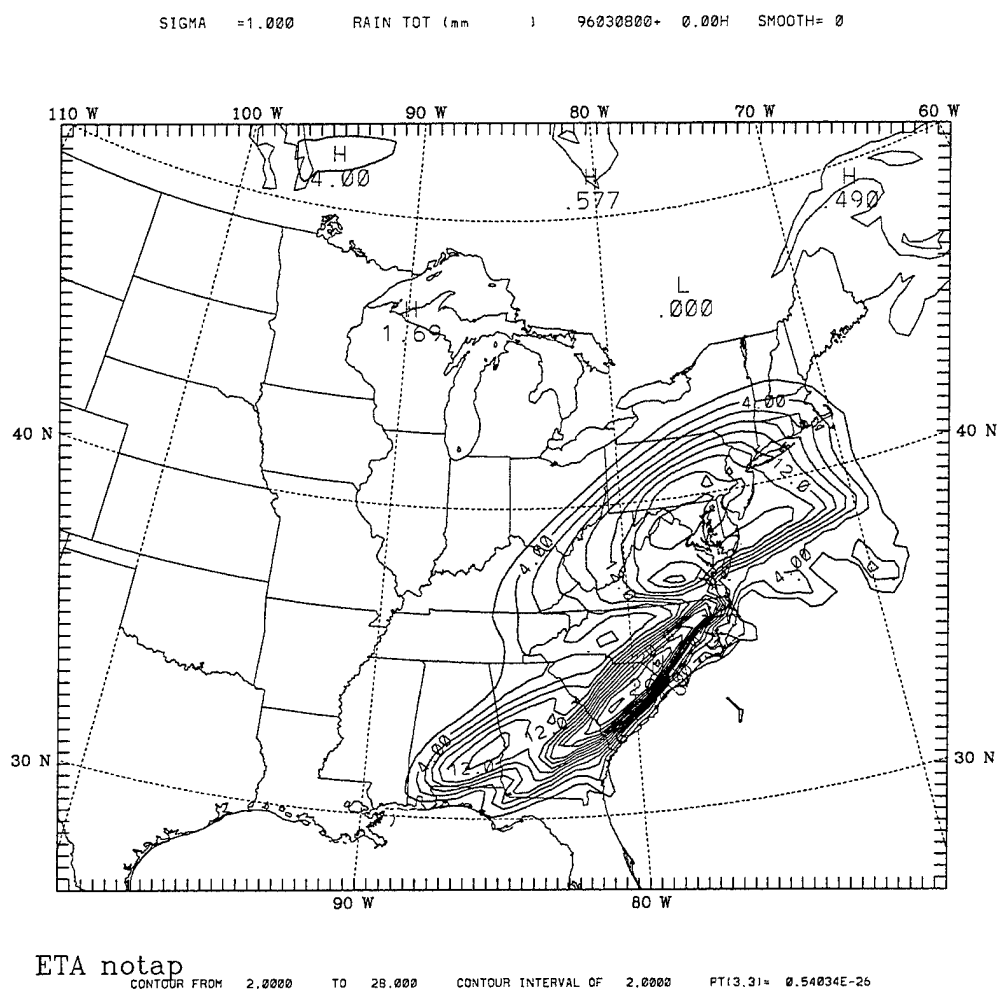 SIGMA =1.000 RAIN TOT (mm ) 96030800+ 0.00H SMOOTH= 0
110 W 100 W 90 W 80 W 70 W 60 W
H
4.00
H
.577
H
.490
L
.000
H
1.69
4.00
40 N
40 N
12.0
4.00
4.00
12.0
30 N
30 N
90 W 80 W
ETA notap
CONTOUR FROM 2.0000 TO 28.000 CONTOUR INTERVAL OF 2.0000 PT(3.3)= 0.54034E-26